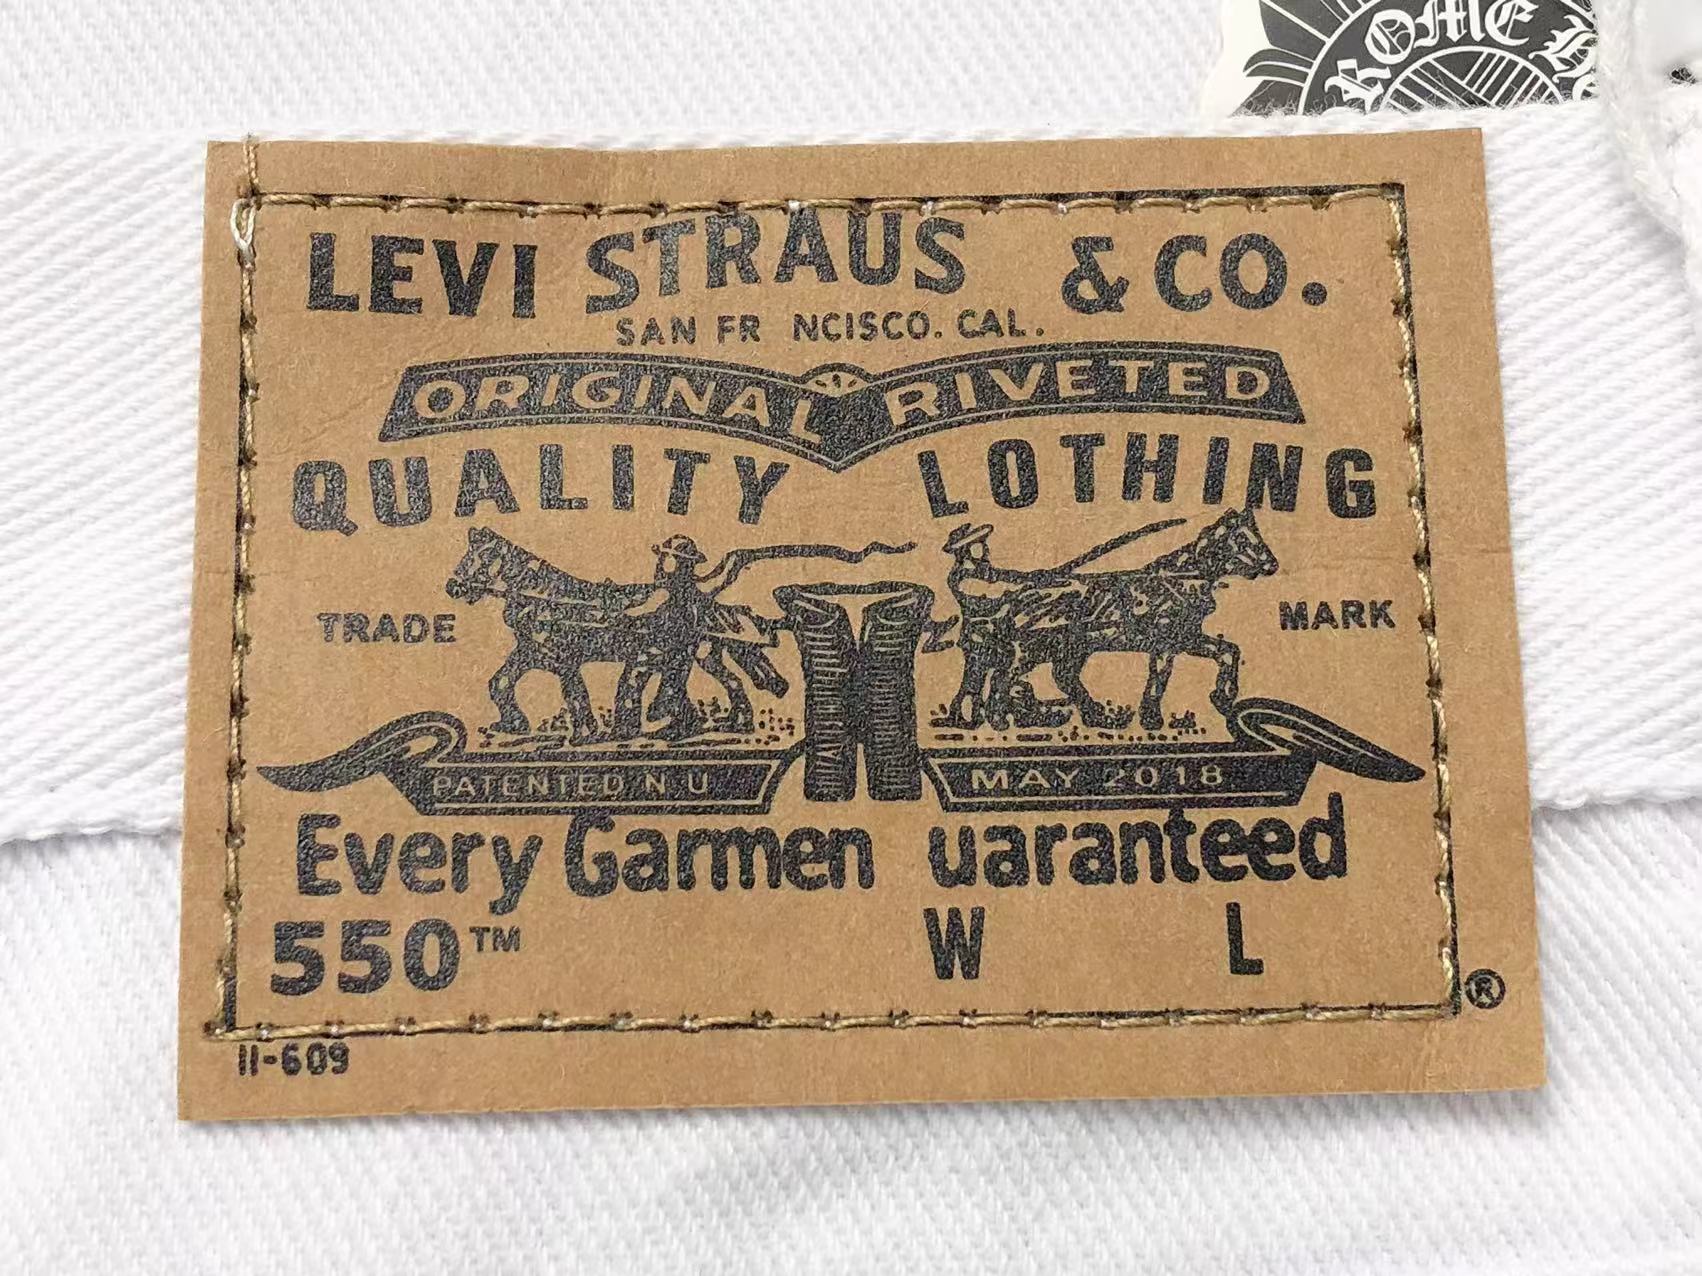 ROME H
LEVI STRAUS & CO.
SAN FR NCISCO. CAL.
ORIGINAL RIVETED
QUALITY LOTHING
TRADE MARK
PATENTED N U MAY 2018
Every Garmen uaranteed
550™ W L
®
11-609